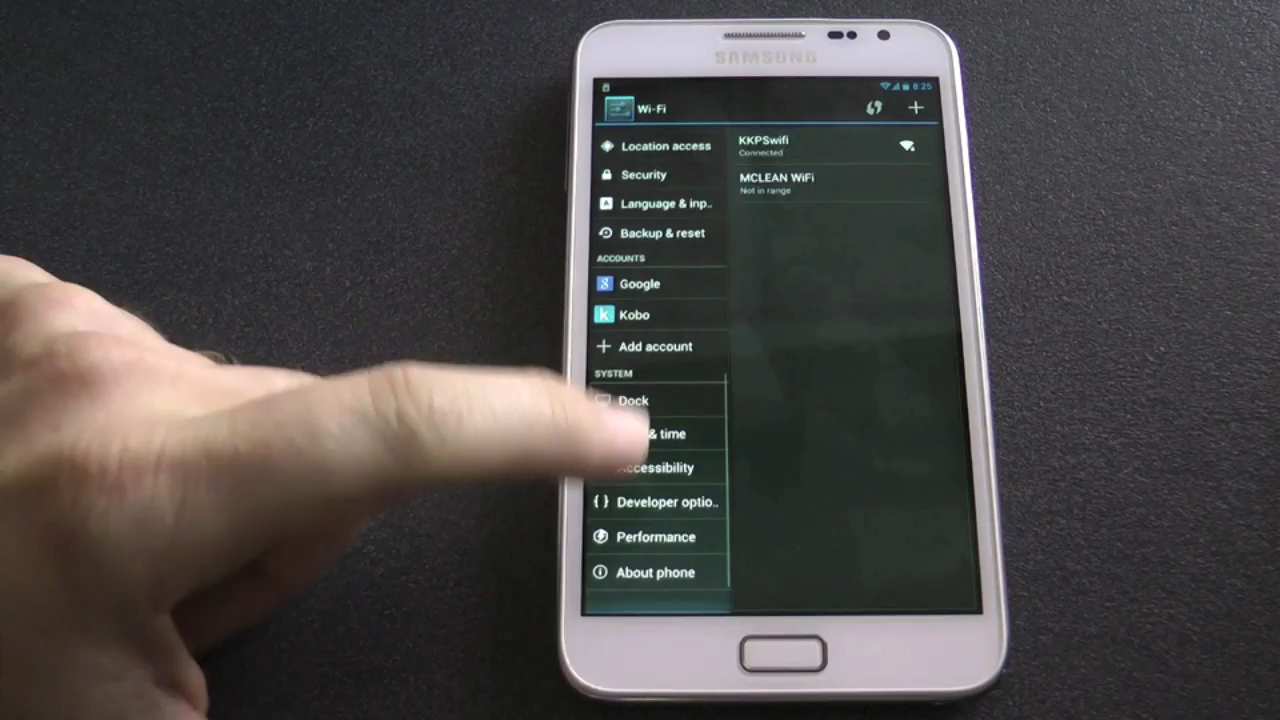 SAMSUNG
8:25
Wi-Fi
Location access
Security
Language & inp..
Backup & reset
ACCOUNTS
Google
Kobo
Add account
SYSTEM
Dock
& time
Accessibility
Developer optio..
Performance
About phone
KKPSwifi
Connected
MCLEAN WiFi
Not in range